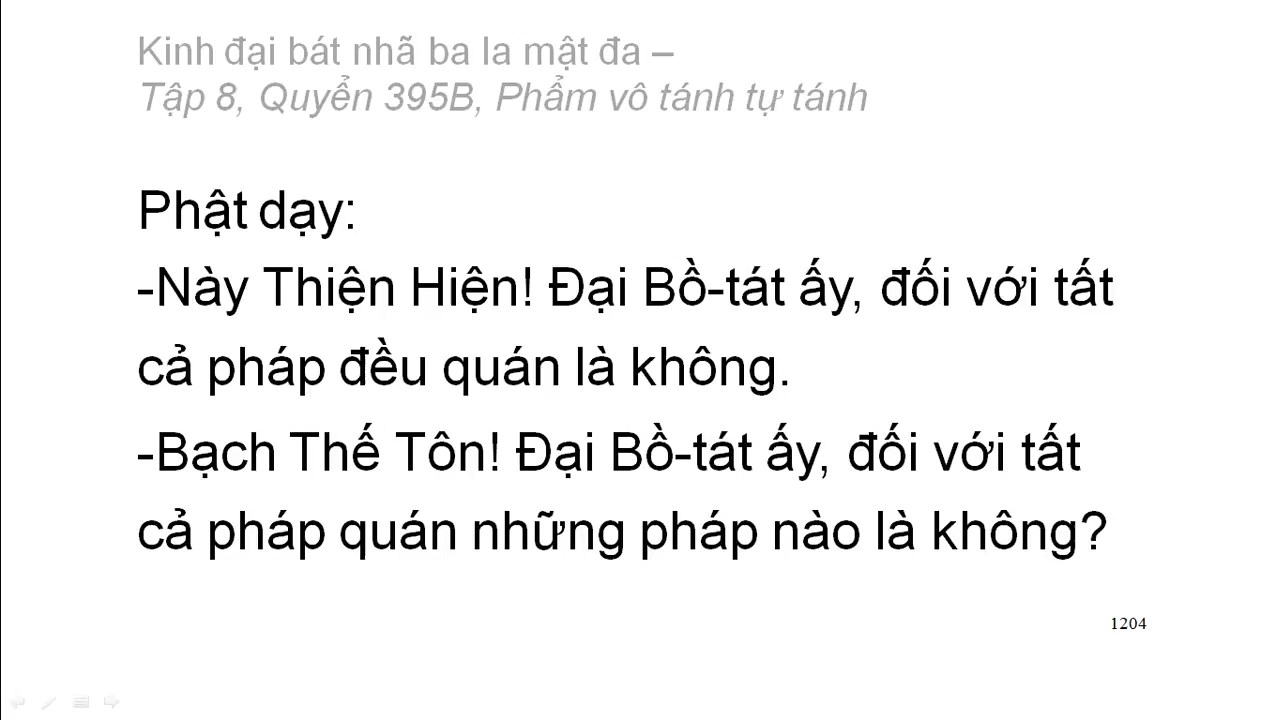 Kinh đại bát nhã ba la mật đa –
Tập 8, Quyển 395B, Phẩm vô tánh tự tánh
Phật dạy:
-Này Thiện Hiện! Đại Bồ-tát ấy, đối với tất
cả pháp đều quán là không.
-Bạch Thế Tôn! Đại Bồ-tát ấy, đối với tất
cả pháp quán những pháp nào là không?
1204